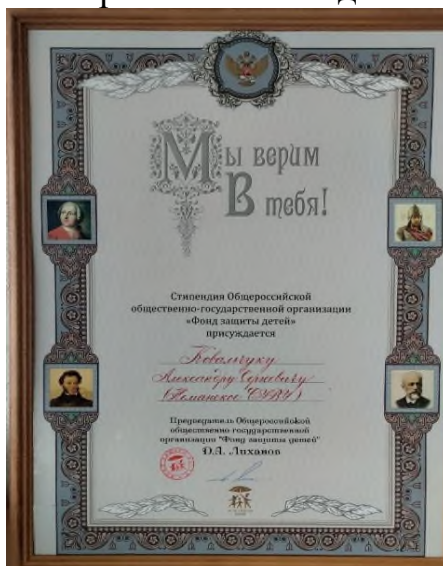 Мы верим
В тебя!
Стипендия Общероссийской
общественно-государственной организации
«Фонд защиты детей»
присуждается
Ковальчуку
Александру
Председатель Общероссийской
общественно государственной
организации "Фонд защиты детей"
Д.А. Лиханов